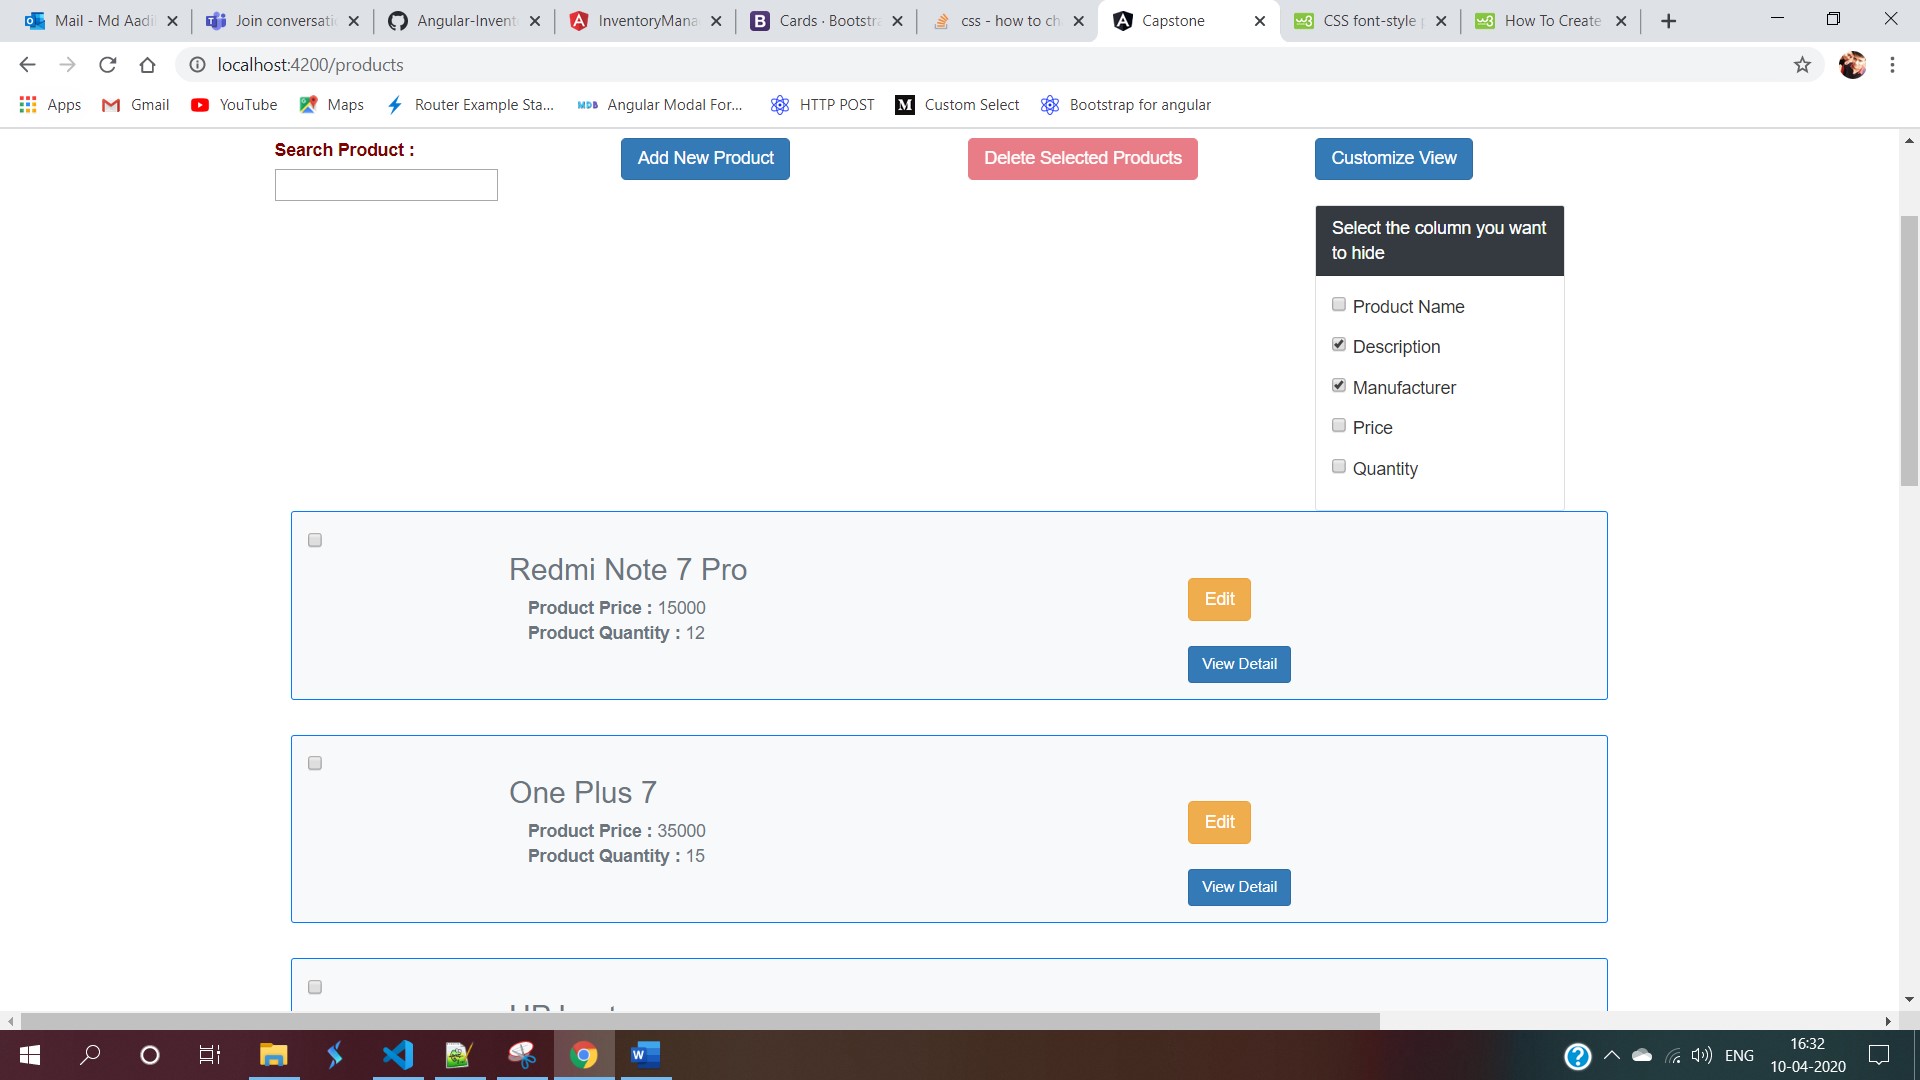 Mail - Md Aadil
Join conversati
Angular-Invent
InventoryMana
Cards · Bootstra
css - how to ch
Capstone
CSS font-style p
How To Create
localhost:4200/products
Apps
Gmail
YouTube
Maps
Router Example Sta...
Angular Modal For...
HTTP POST
Custom Select
Bootstrap for angular
Search Product :
Add New Product
Delete Selected Products
Customize View
Select the column you want
to hide
Product Name
Description
Manufacturer
Price
Quantity
Redmi Note 7 Pro
Product Price : 15000
Product Quantity : 12
Edit
View Detail
One Plus 7
Product Price : 35000
Product Quantity : 15
Edit
View Detail
ENG
16:32
10-04-2020